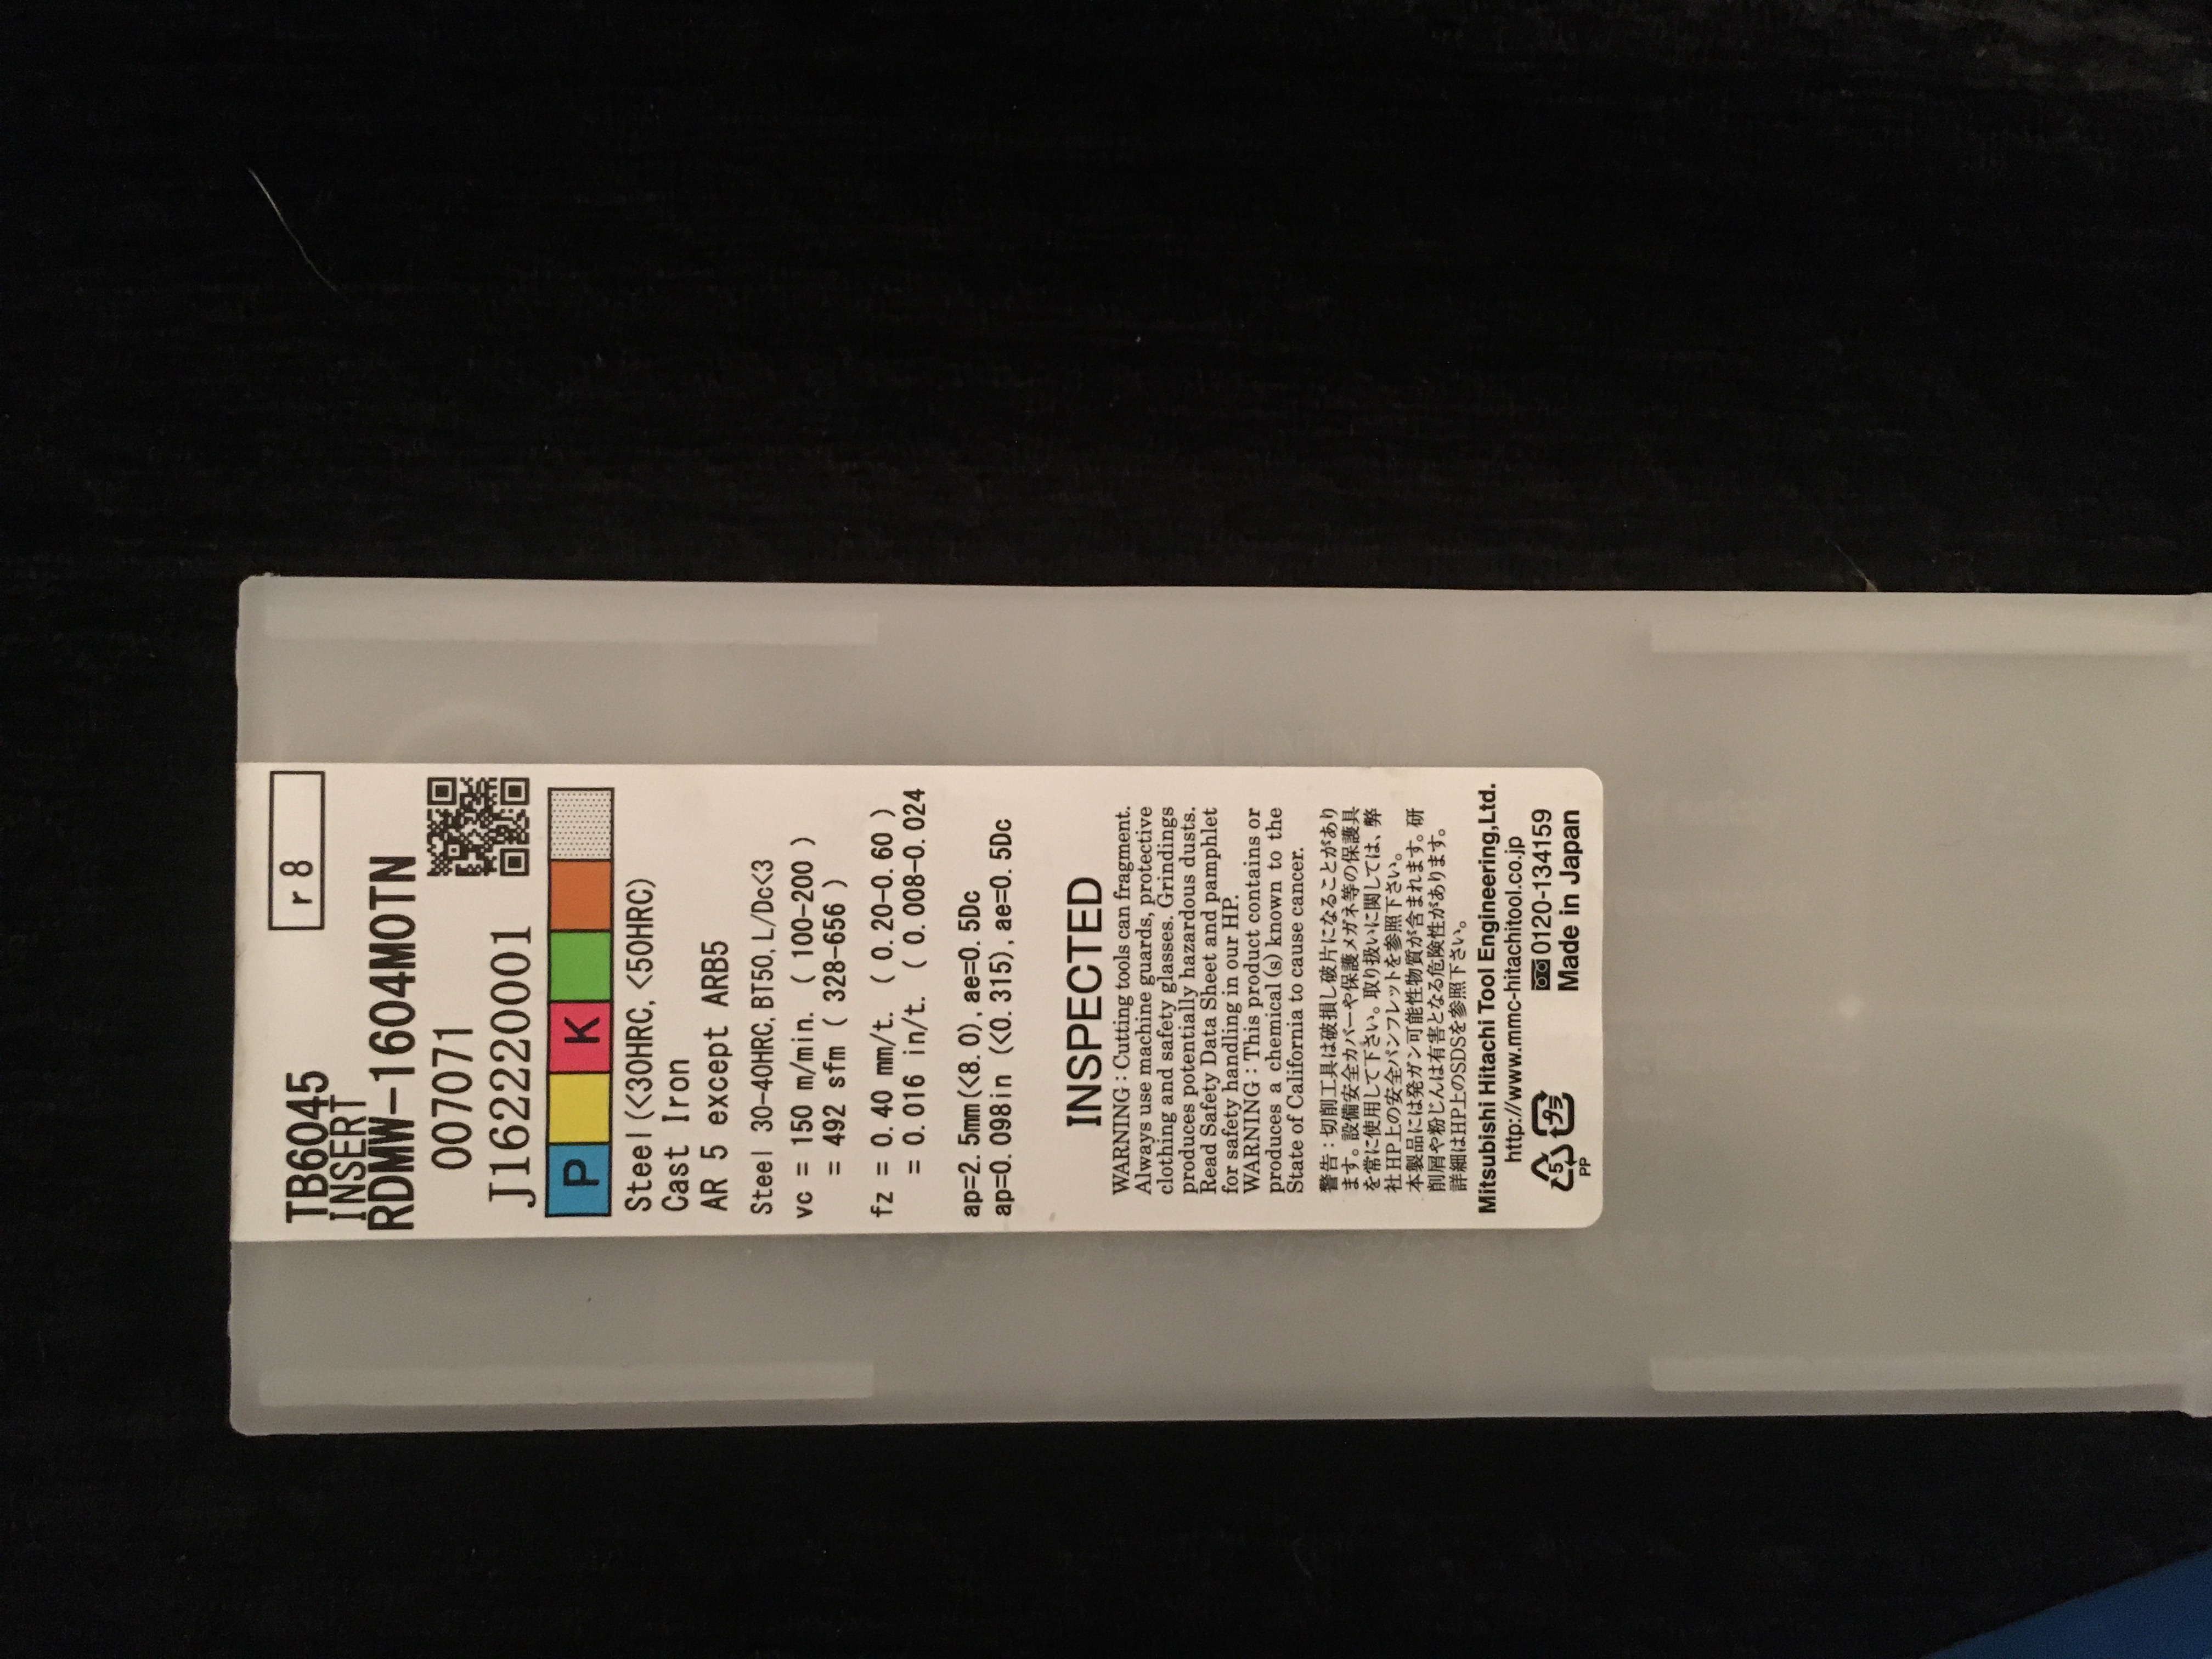 r 8
TB6045
INSERT
RDMW-1604MOTN
007071
J162220001
P K
Steel(<30HRC, <50HRC)
Cast Iron
AR 5 except ARB5
Steel 30-40HRC, BT50, L/Dc<3
vc = 150 m/min. ( 100-200 )
= 492 sfm ( 328-656 )
fz = 0.40 mm/t. ( 0.20-0.60 )
= 0.016 in/t. ( 0.008-0.024
ap=2.5mm(<8.0), ae=0.5Dc
ap=0.098in (<0.315), ae=0.5Dc
INSPECTED
WARNING : Cutting tools can fragment.
Always use machine guards, protective
clothing and safety glasses. Grindings
produces potentially hazardous dusts.
Read Safety Data Sheet and pamphlet
for safety handling in our HP.
WARNING : This product contains or
produces a chemical (s) known to the
State of California to cause cancer.
警告：切削工具は破損し破片になることがあり
ます。設備安全カバーや保護メガネ等の保護具
を常に使用して下さい。取り扱いに関しては、弊
社HP上の安全パンフレットを参照下さい。
本製品には発ガン可能性物質が含まれます。研
削屑や粉じんは有害となる危険性があります。
詳細はHP上のSDSを参照下さい。
Mitsubishi Hitachi Tool Engineering,Ltd.
http://www.mmc-hitachitool.co.jp
0120-134159
Made in Japan
5 プラ
PP